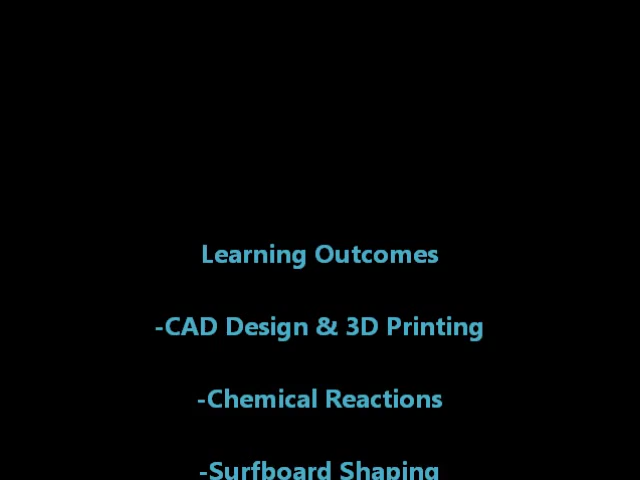 Learning Outcomes
-CAD Design & 3D Printing
-Chemical Reactions
-Surfboard Shaping